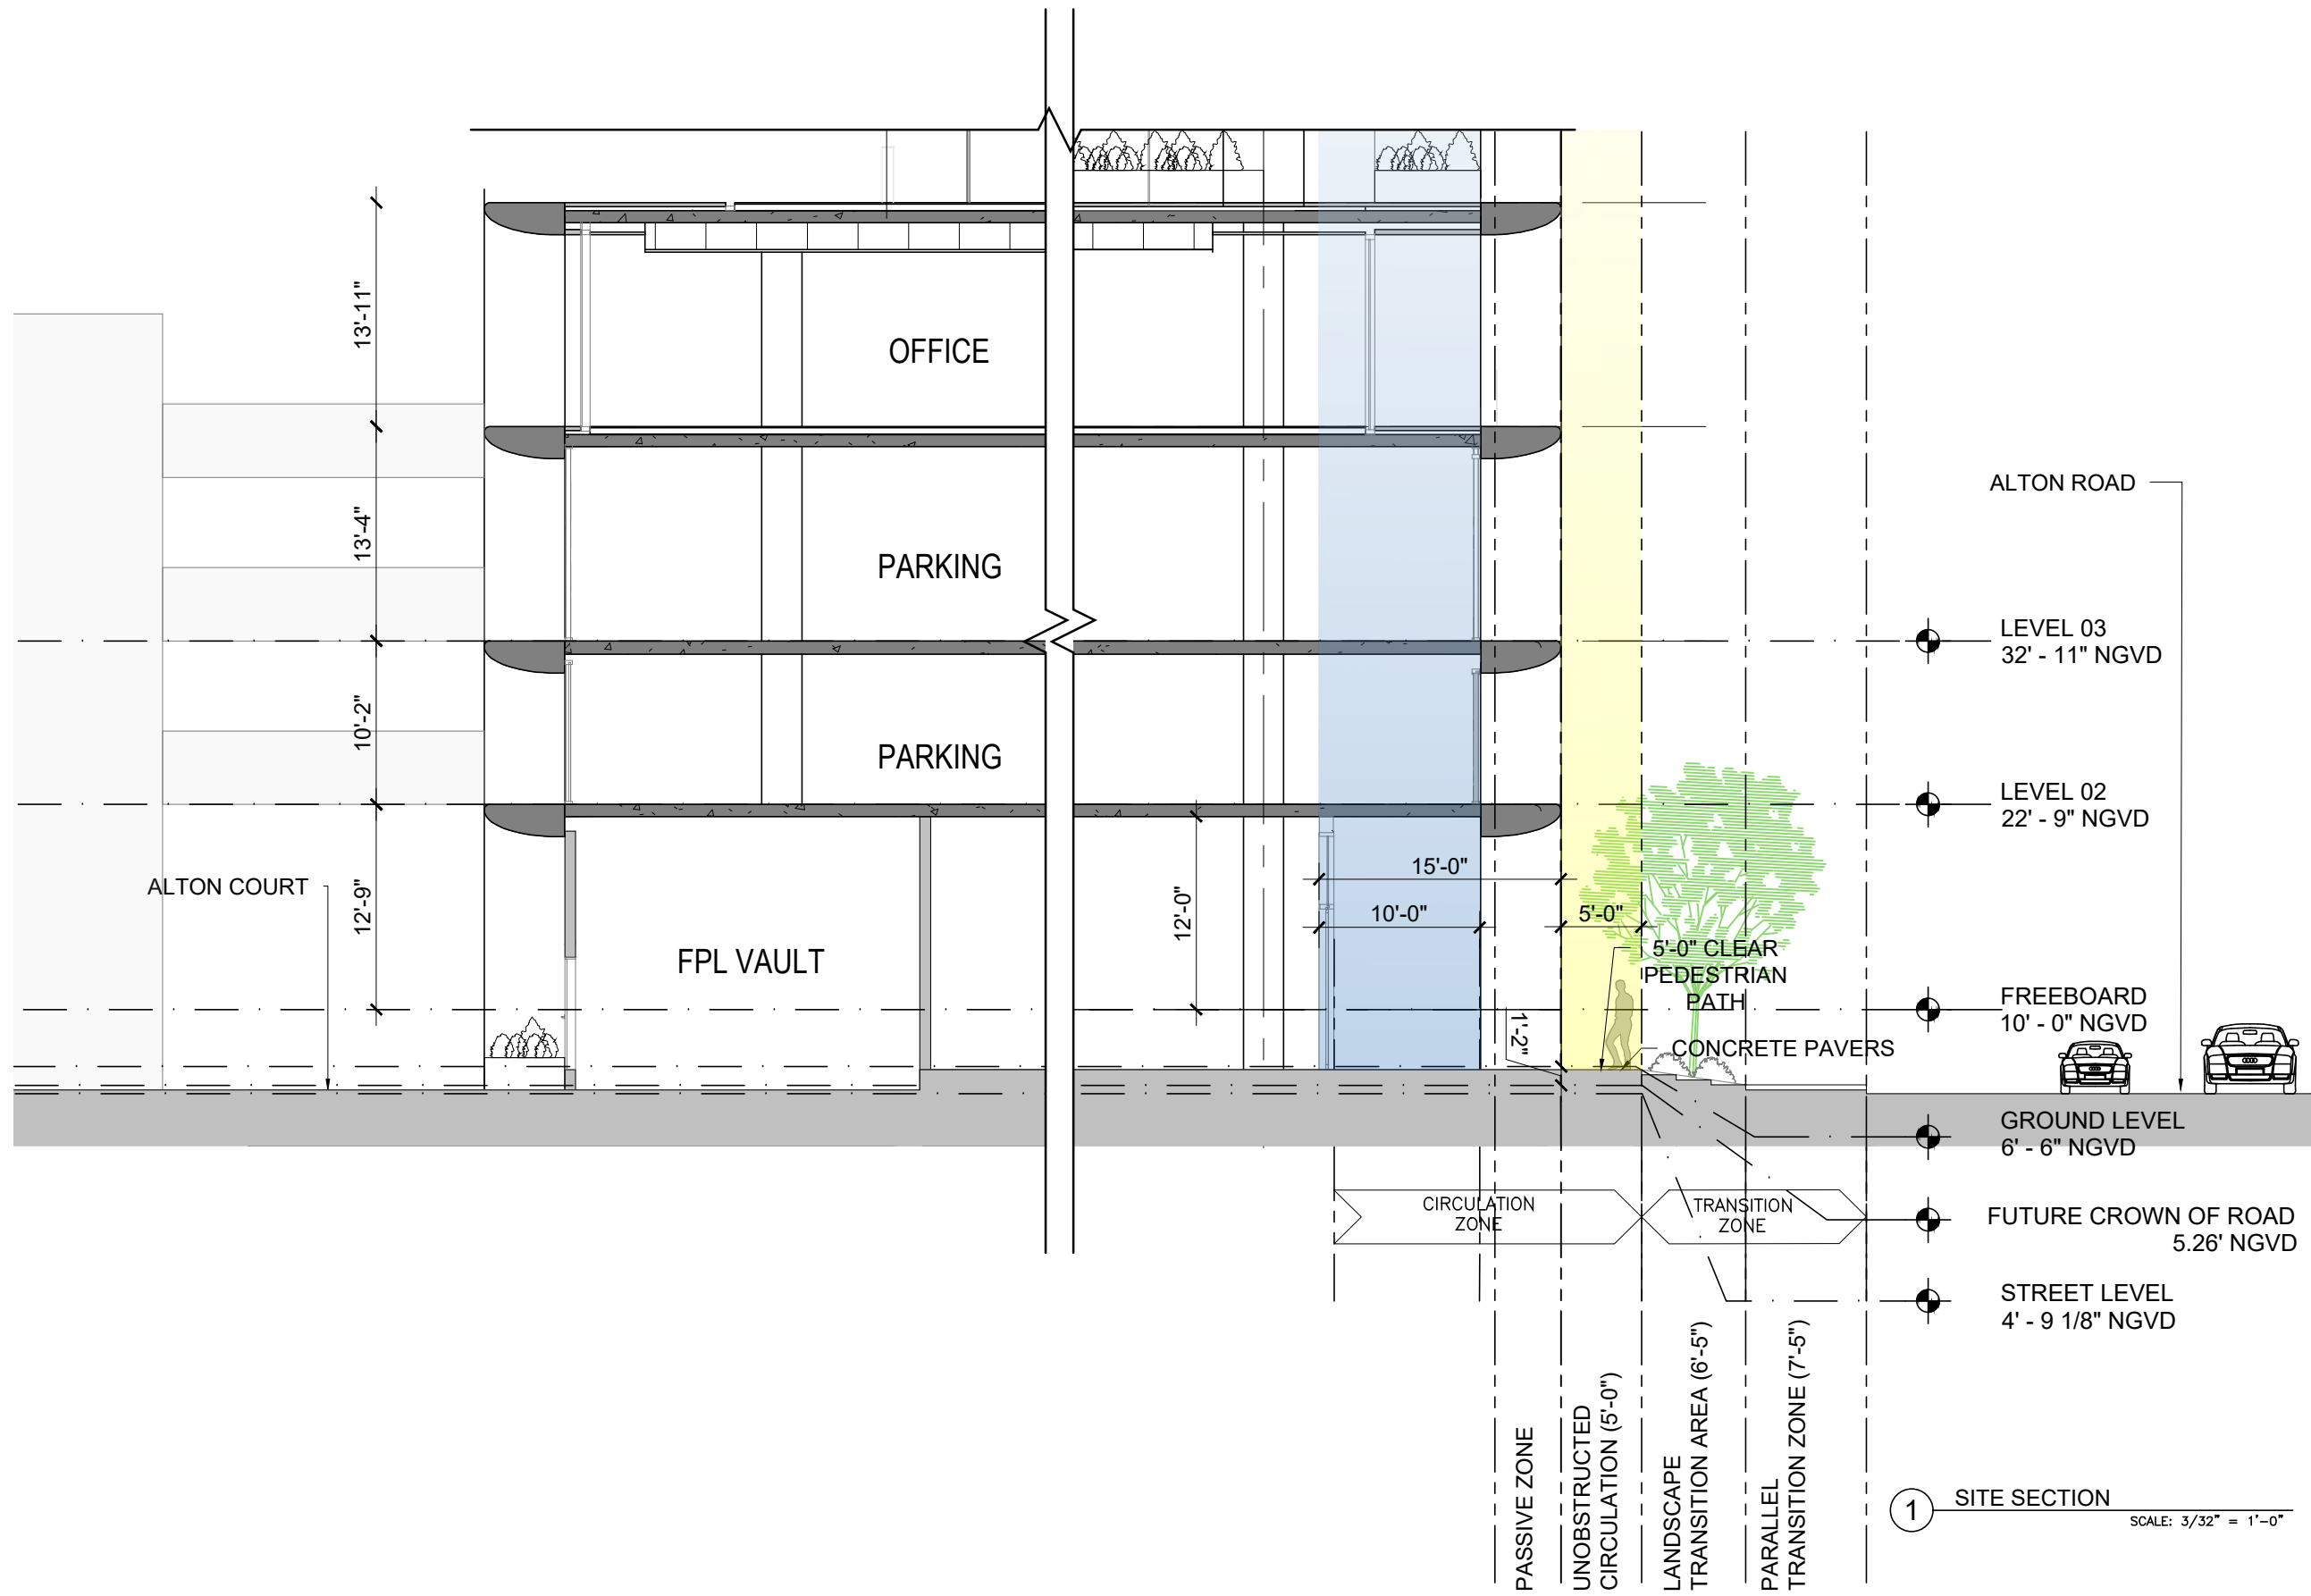 13'-11"
OFFICE
13'-4"
PARKING
ALTON ROAD
LEVEL 03
32' - 11" NGVD
10'-2"
PARKING
LEVEL 02
22' - 9" NGVD
ALTON COURT
12'-9"
FPL VAULT
12'-0"
15'-0"
10'-0"
5'-0"
5'-0" CLEAR
PEDESTRIAN
PATH
1'-2"
CONCRETE PAVERS
FREEBOARD
10' - 0" NGVD
GROUND LEVEL
6' - 6" NGVD
CIRCULATION
ZONE
TRANSITION
ZONE
FUTURE CROWN OF ROAD
5.26' NGVD
STREET LEVEL
4' - 9 1/8" NGVD
PASSIVE ZONE
UNOBSTRUCTED
CIRCULATION (5'-0")
LANDSCAPE
TRANSITION AREA (6'-5")
PARALLEL
TRANSITION ZONE (7'-5")
1
SITE SECTION
SCALE: 3/32" = 1'-0"